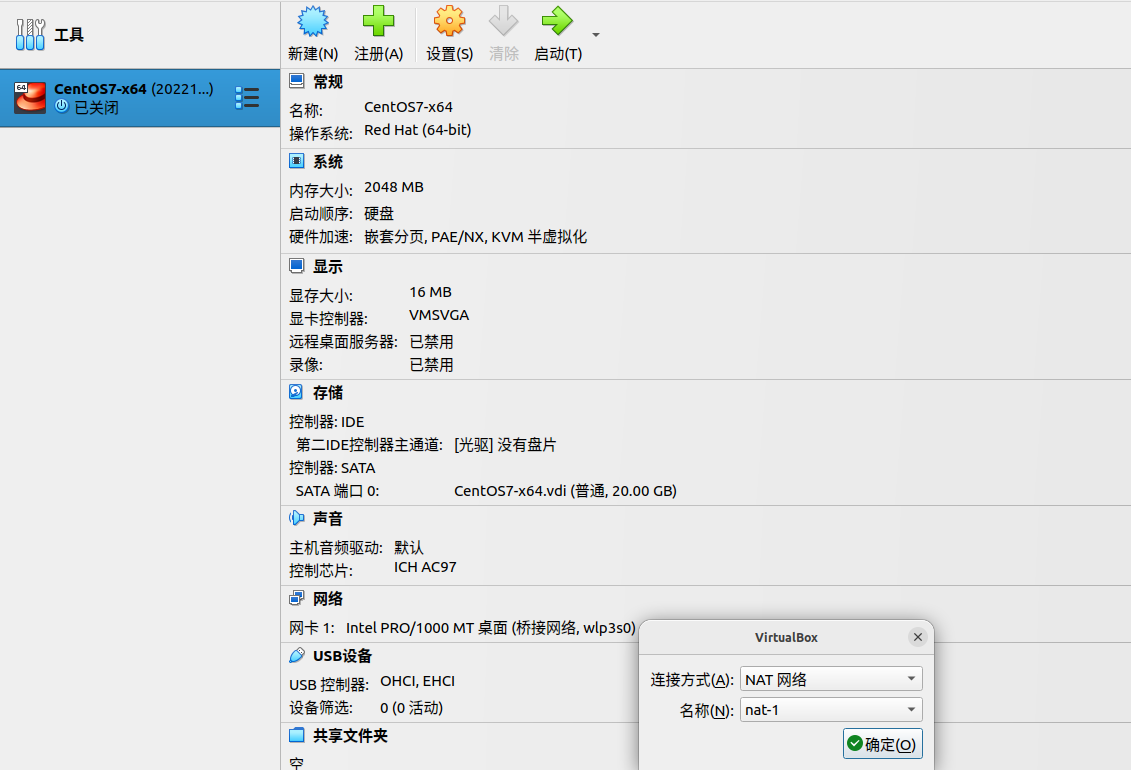 工具
新建(N) 注册(A) 设置(S) 清除 启动(T)
64
CentOS7-x64 (20221...)
已关闭
常规
名称: CentOS7-x64
操作系统: Red Hat (64-bit)
系统
内存大小: 2048 MB
启动顺序: 硬盘
硬件加速: 嵌套分页, PAE/NX, KVM 半虚拟化
显示
显存大小: 16 MB
显卡控制器: VMSVGA
远程桌面服务器: 已禁用
录像: 已禁用
存储
控制器: IDE
第二IDE控制器主通道: [光驱] 没有盘片
控制器: SATA
SATA 端口 0: CentOS7-x64.vdi (普通, 20.00 GB)
声音
主机音频驱动: 默认
控制芯片: ICH AC97
网络
网卡 1: Intel PRO/1000 MT 桌面 (桥接网络, wlp3s0)
USB设备
USB 控制器: OHCI, EHCI
设备筛选: 0 (0 活动)
共享文件夹
空
VirtualBox
连接方式(A): NAT 网络
名称(N): nat-1
确定(O)